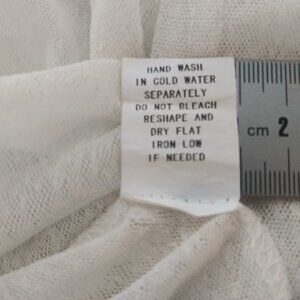 HAND WASH
IN COLD WATER
SEPARATELY
DO NOT BLEACH
RESHAPE AND
DRY FLAT
IRON LOW
IF NEEDED
cm 2